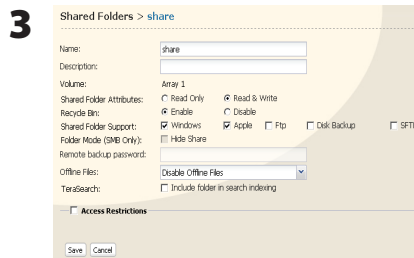 3
Shared Folders > share
Name: share
Description:
Volume: Array 1
Shared Folder Attributes: Read Only Read & Write
Recycle Bin: Enable Disable
Shared Folder Support: Windows Apple Ftp Disk Backup SFT
Folder Mode (SMB Only): Hide Share
Remote backup password:
Offline Files: Disable Offline Files
TeraSearch: Include folder in search indexing
Access Restrictions
Save Cancel